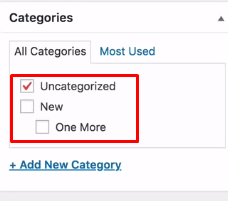 Categories
All Categories Most Used
Uncategorized
New
One More
+ Add New Category